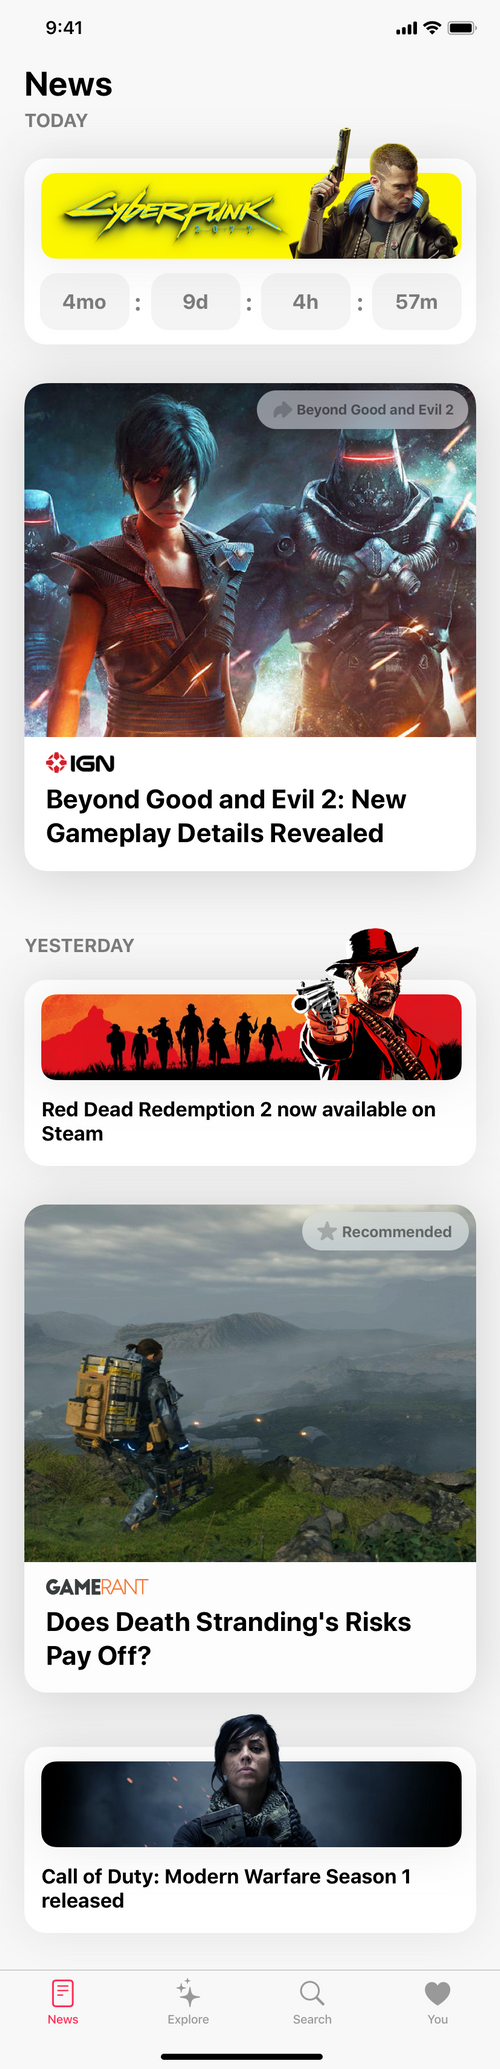 9:41
News
TODAY
Cyberpunk
2077
4mo : 9d : 4h : 57m
Beyond Good and Evil 2
IGN
Beyond Good and Evil 2: New
Gameplay Details Revealed
YESTERDAY
Red Dead Redemption 2 now available on
Steam
Recommended
GAMERANT
Does Death Stranding's Risks
Pay Off?
Call of Duty: Modern Warfare Season 1
released
News
Explore
Search
You